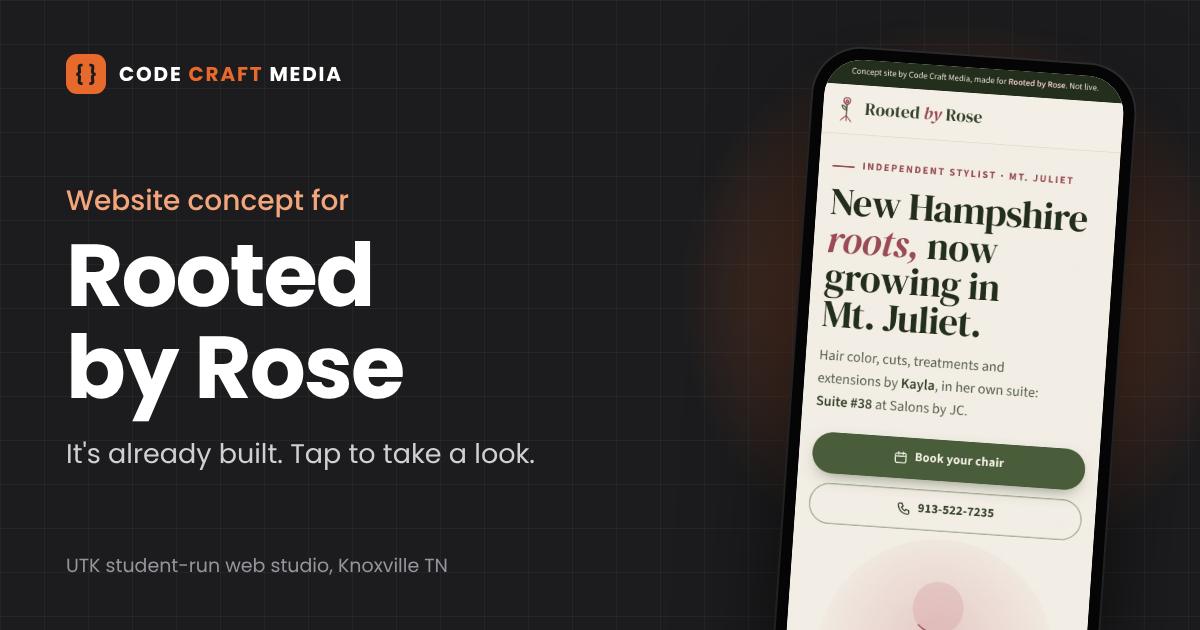 { } CODE CRAFT MEDIA
Website concept for
Rooted
by Rose
It's already built. Tap to take a look.
UTK student-run web studio, Knoxville TN
Concept site by Code Craft Media, made for Rooted by Rose. Not live.
Rooted by Rose
INDEPENDENT STYLIST · MT. JULIET
New Hampshire
roots, now
growing in
Mt. Juliet.
Hair color, cuts, treatments and
extensions by Kayla, in her own suite:
Suite #38 at Salons by JC.
Book your chair
913-522-7235